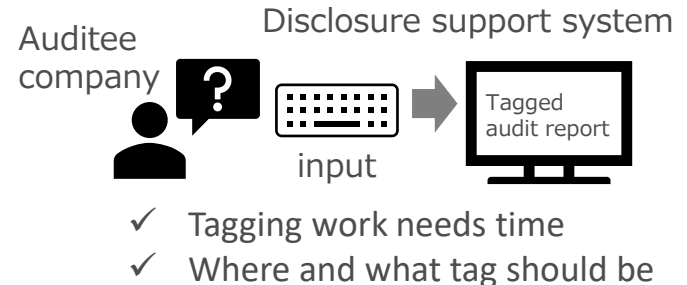 Disclosure support system
Auditee
company
?
Tagged
audit report
input
✓ Tagging work needs time
✓ Where and what tag should be